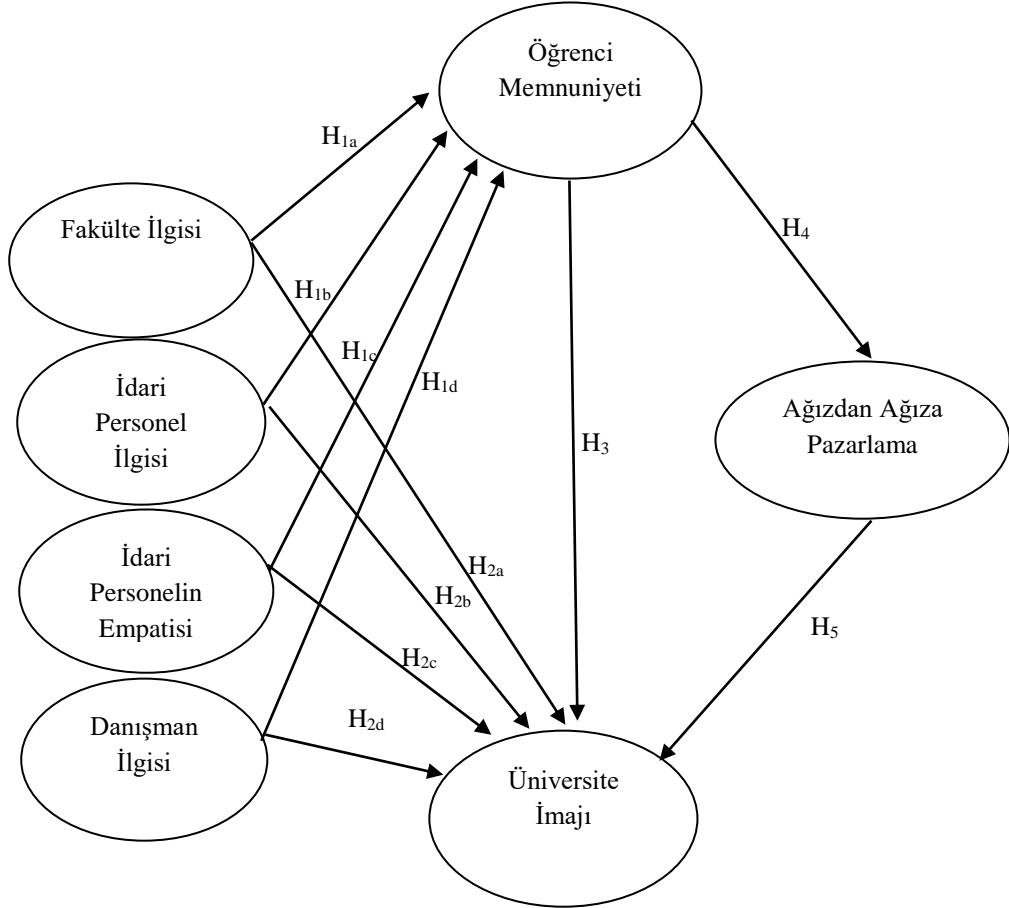 Öğrenci
Memnuniyeti
H1a
Fakülte İlgisi
H4
H1b
H1c
H1d
İdari
Personel
İlgisi
Ağızdan Ağıza
Pazarlama
H3
İdari
Personelin
Empatisi
H2a
H2b
H5
H2c
H2d
Danışman
İlgisi
Üniversite
İmajı